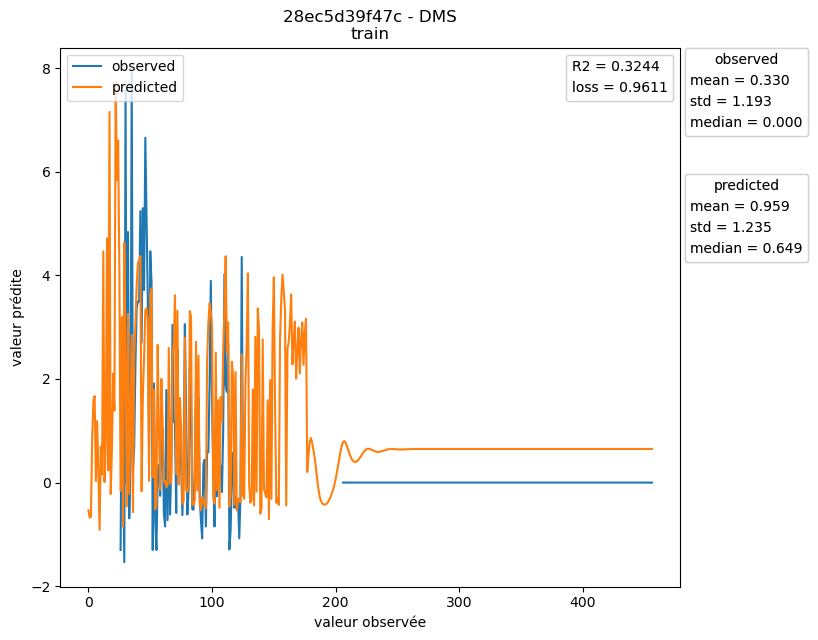 28ec5d39f47c - DMS
train
observed
predicted
R2 = 0.3244
loss = 0.9611
observed
mean = 0.330
std = 1.193
median = 0.000
predicted
mean = 0.959
std = 1.235
median = 0.649
valeur prédite
8
6
4
2
0
−2
0 100 200 300 400
valeur observée